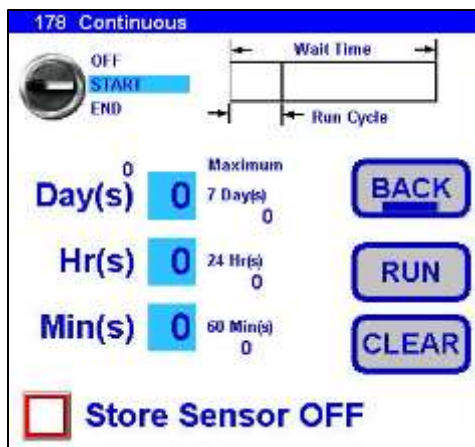 178 Continuous
OFF
START
END
Wait Time
Run Cycle
0
Maximum
Day(s) 0 7 Day(s)
0
BACK
Hr(s) 0 24 Hr(s)
0
RUN
Min(s) 0 60 Min(s)
0
CLEAR
Store Sensor OFF